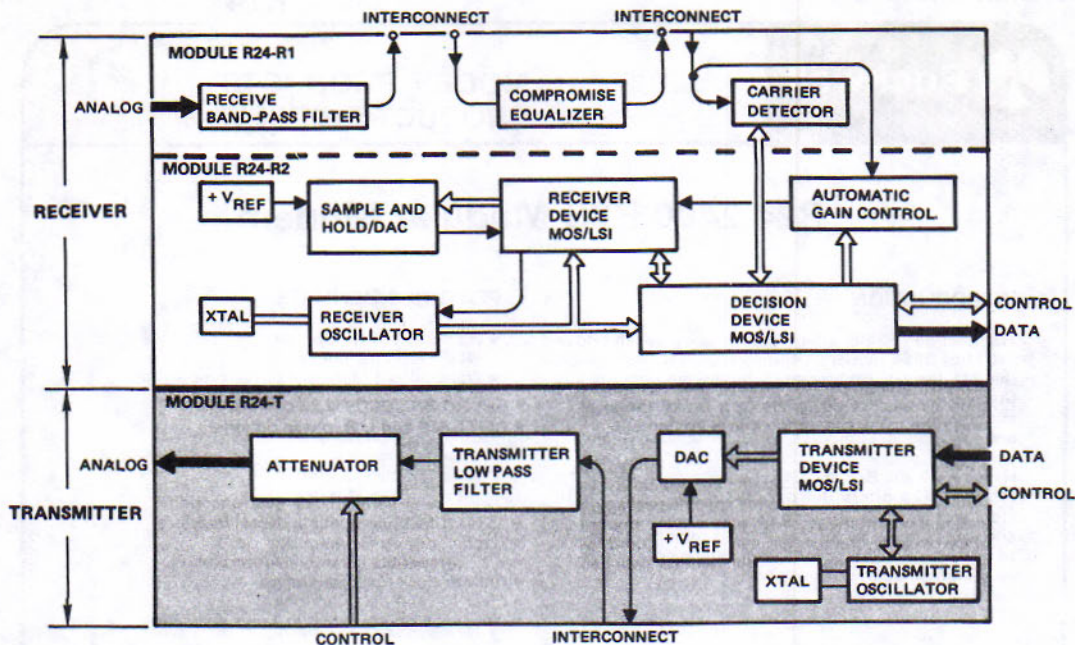 INTERCONNECT
INTERCONNECT
MODULE R24-R1
ANALOG
RECEIVE
BAND-PASS FILTER
COMPROMISE
EQUALIZER
CARRIER
DETECTOR
MODULE R24-R2
RECEIVER
+ VREF
SAMPLE AND
HOLD/DAC
RECEIVER
DEVICE
MOS/LSI
AUTOMATIC
GAIN CONTROL
XTAL
RECEIVER
OSCILLATOR
DECISION
DEVICE
MOS/LSI
CONTROL
DATA
MODULE R24-T
ANALOG
ATTENUATOR
TRANSMITTER
LOW PASS
FILTER
DAC
TRANSMITTER
DEVICE
MOS/LSI
DATA
CONTROL
TRANSMITTER
+ VREF
XTAL
TRANSMITTER
OSCILLATOR
CONTROL
INTERCONNECT